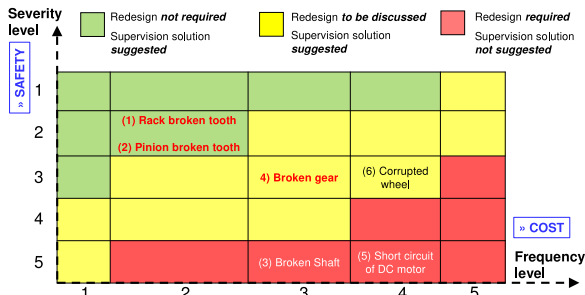 Severity
level
Redesign not required
Supervision solution
suggested
Redesign to be discussed
Supervision solution
suggested
Redesign required
Supervision solution
not suggested
» SAFETY
1
2
(1) Rack broken tooth
(2) Pinion broken tooth
3
4) Broken gear
(6) Corrupted
wheel
4
» COST
5
(3) Broken Shaft
(5) Short circuit
of DC motor
Frequency
level
1 2 3 4 5